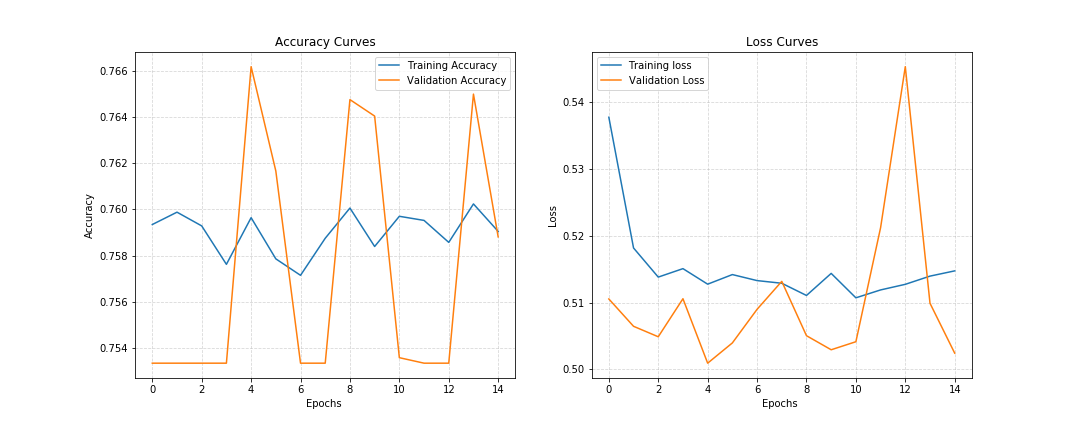 Accuracy Curves
Training Accuracy
Validation Accuracy
0.766
0.764
0.762
0.760
0.758
0.756
0.754
Accuracy
0 2 4 6 8 10 12 14
Epochs
Loss Curves
Training loss
Validation Loss
0.54
0.53
0.52
0.51
0.50
Loss
0 2 4 6 8 10 12 14
Epochs